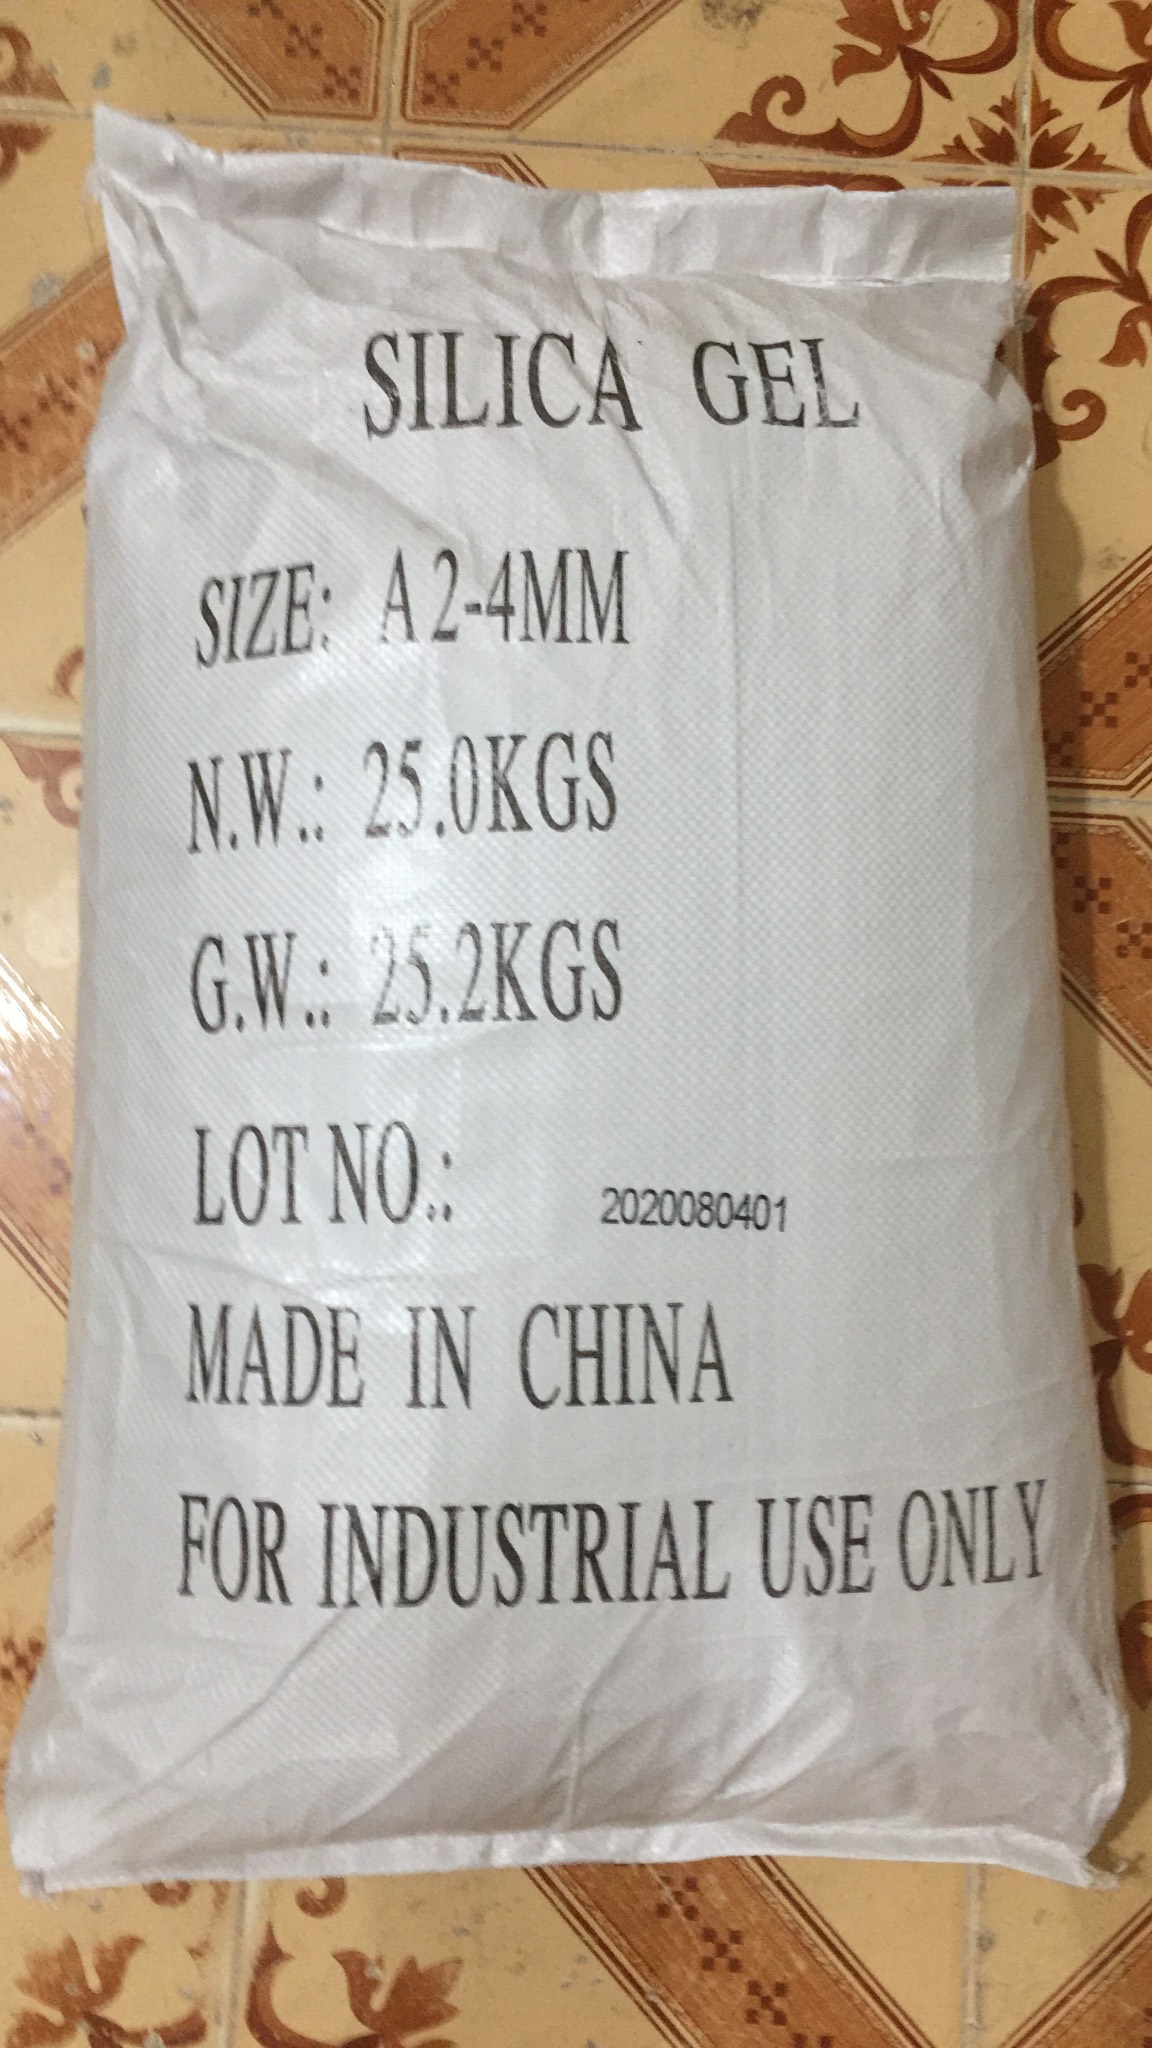 SILICA GEL
SIZE: A 2-4MM
N.W.: 25.0KGS
G.W.: 25.2KGS
LOT NO.: 2020080401
MADE IN CHINA
FOR INDUSTRIAL USE ONLY